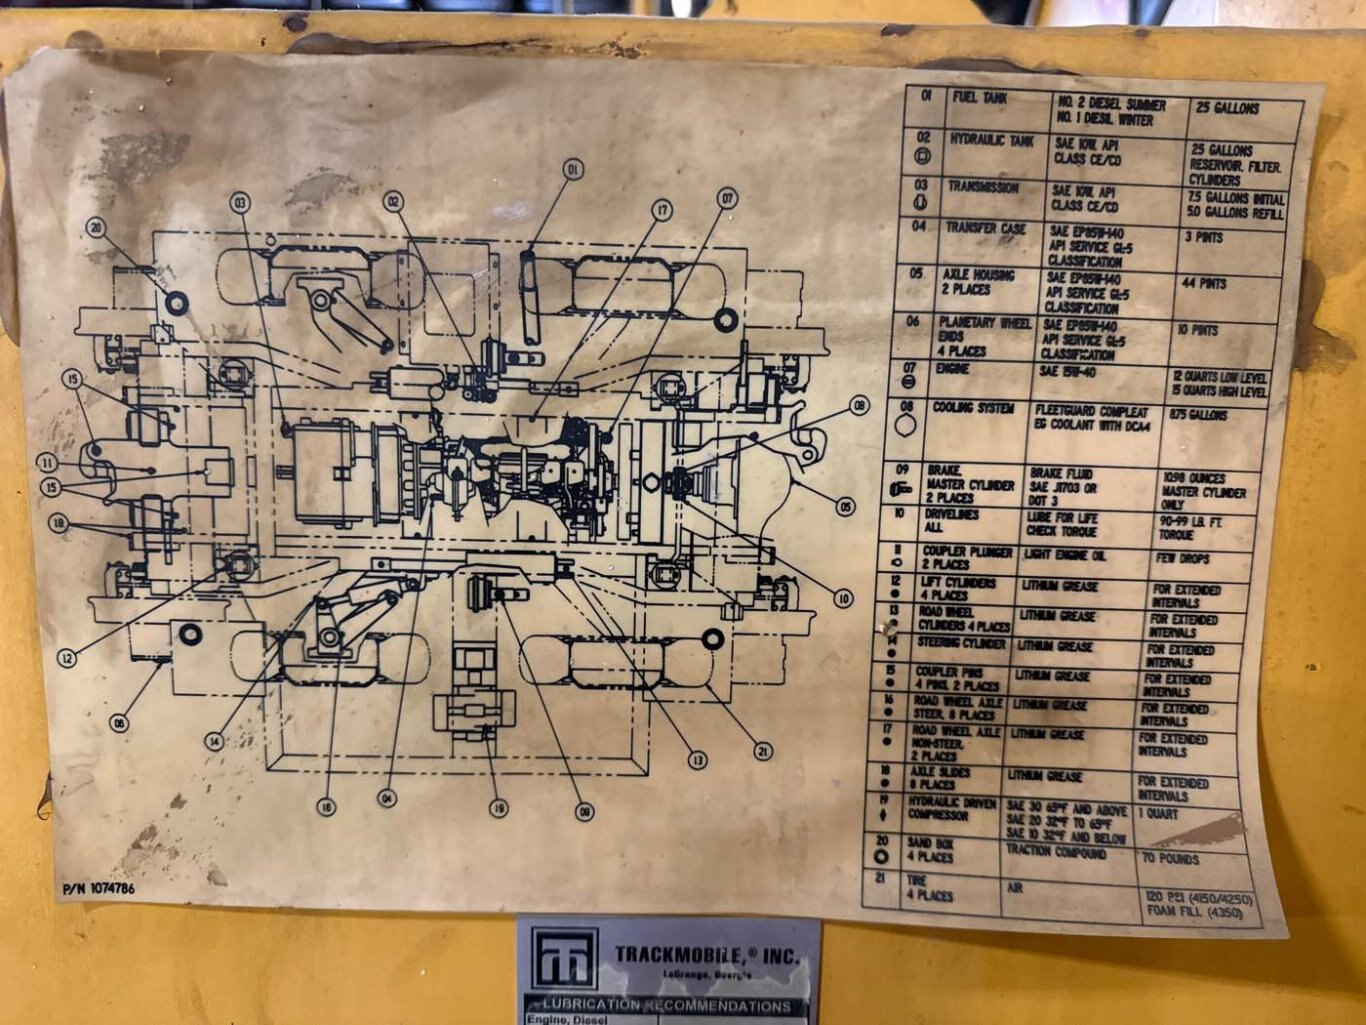 01 FUEL TANK NO. 2 DIESEL SUMMER 25 GALLONS
NO. 1 DIESIL WINTER
02 HYDRAULIC TANK SAE 10W, API 25 GALLONS
CLASS CE/CD RESERVOIR, FILTER,
CYLINDERS
03 TRANSMISSION SAE 10W, API 7.5 GALLONS INITIAL
CLASS CE/CD 5.0 GALLONS REFILL
04 TRANSFER CASE SAE EP85W-140 3 PINTS
API SERVICE GL-5
CLASSIFICATION
05 AXLE HOUSING SAE EP85W-140 44 PINTS
2 PLACES API SERVICE GL-5
CLASSIFICATION
06 PLANETARY WHEEL SAE EP85W-140 10 PINTS
ENDS API SERVICE GL-5
4 PLACES CLASSIFICATION
07 ENGINE SAE 15W-40 12 QUARTS LOW LEVEL
15 QUARTS HIGH LEVEL
08 COOLING SYSTEM FLEETGUARD COMPLEAT 8.75 GALLONS
EG COOLANT WITH DCA4
09 BRAKE, BRAKE FLUID 10.98 OUNCES
MASTER CYLINDER SAE J1703 OR MASTER CYLINDER
2 PLACES DOT 3 ONLY
10 DRIVELINES LUBE FOR LIFE 90-99 LB. FT.
ALL CHECK TORQUE TORQUE
11 COUPLER PLUNGER LIGHT ENGINE OIL FEW DROPS
2 PLACES
12 LIFT CYLINDERS LITHIUM GREASE FOR EXTENDED
4 PLACES INTERVALS
13 ROAD WHEEL LITHIUM GREASE FOR EXTENDED
CYLINDERS 4 PLACES INTERVALS
14 STEERING CYLINDER LITHIUM GREASE FOR EXTENDED
INTERVALS
15 COUPLER PINS LITHIUM GREASE FOR EXTENDED
4 PINS, 2 PLACES INTERVALS
16 ROAD WHEEL AXLE LITHIUM GREASE FOR EXTENDED
STEER, 8 PLACES INTERVALS
17 ROAD WHEEL AXLE LITHIUM GREASE FOR EXTENDED
NON-STEER, INTERVALS
2 PLACES
18 AXLE SLIDES LITHIUM GREASE FOR EXTENDED
8 PLACES INTERVALS
19 HYDRAULIC DRIVEN SAE 30 65°F AND ABOVE 1 QUART
COMPRESSOR SAE 20 32°F TO 65°F
SAE 10 32°F AND BELOW
20 SAND BOX TRACTION COMPOUND 70 POUNDS
4 PLACES
21 TIRE AIR 120 PSI (4150/4250)
4 PLACES FOAM FILL (4350)
01
03 02 17 07
20
15
08
11
15
05
18
10
12
06
14 13 21
16 04 19 09
P/N 1074786
TRACKMOBILE,® INC.
LaGrange, Georgia
LUBRICATION RECOMMENDATIONS
Engine, Diesel